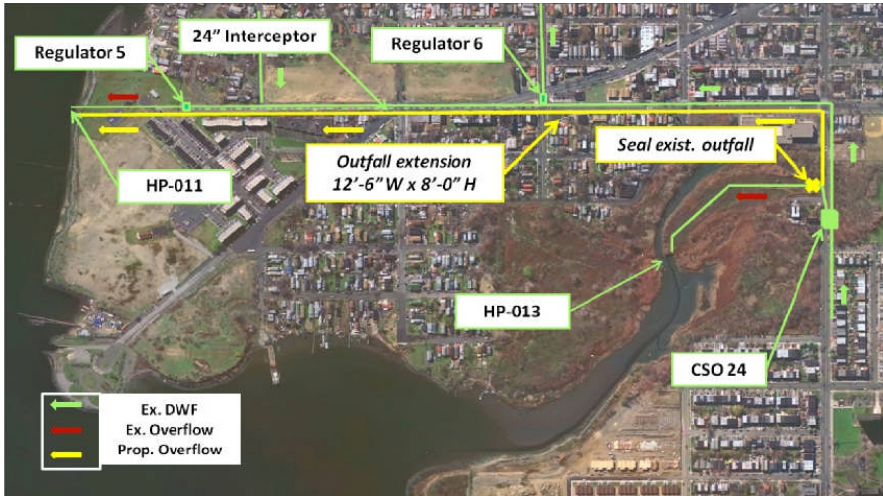 24” Interceptor
Regulator 5
Regulator 6
Outfall extension
12’-6” W x 8’-0” H
Seal exist. outfall
HP-011
HP-013
CSO 24
Ex. DWF
Ex. Overflow
Prop. Overflow